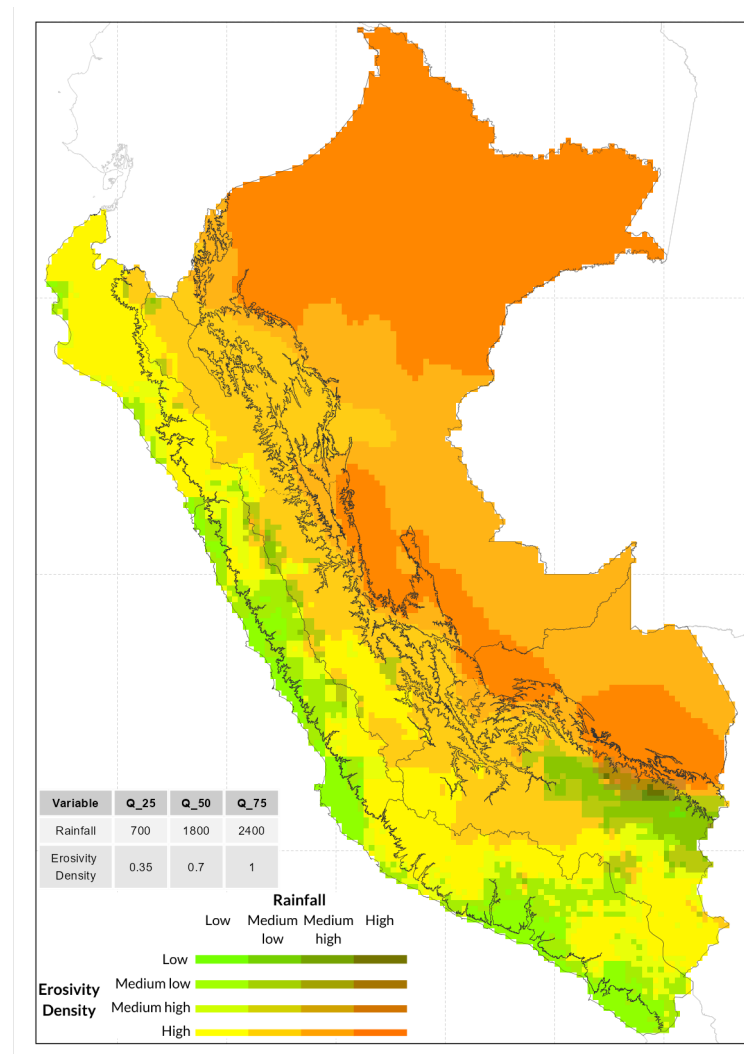 Variable Q_25 Q_50 Q_75
Rainfall 700 1800 2400
Erosivity
Density 0.35 0.7 1
Rainfall
Low Medium Medium High
low high
Low
Medium low
Erosivity
Density
Medium high
High